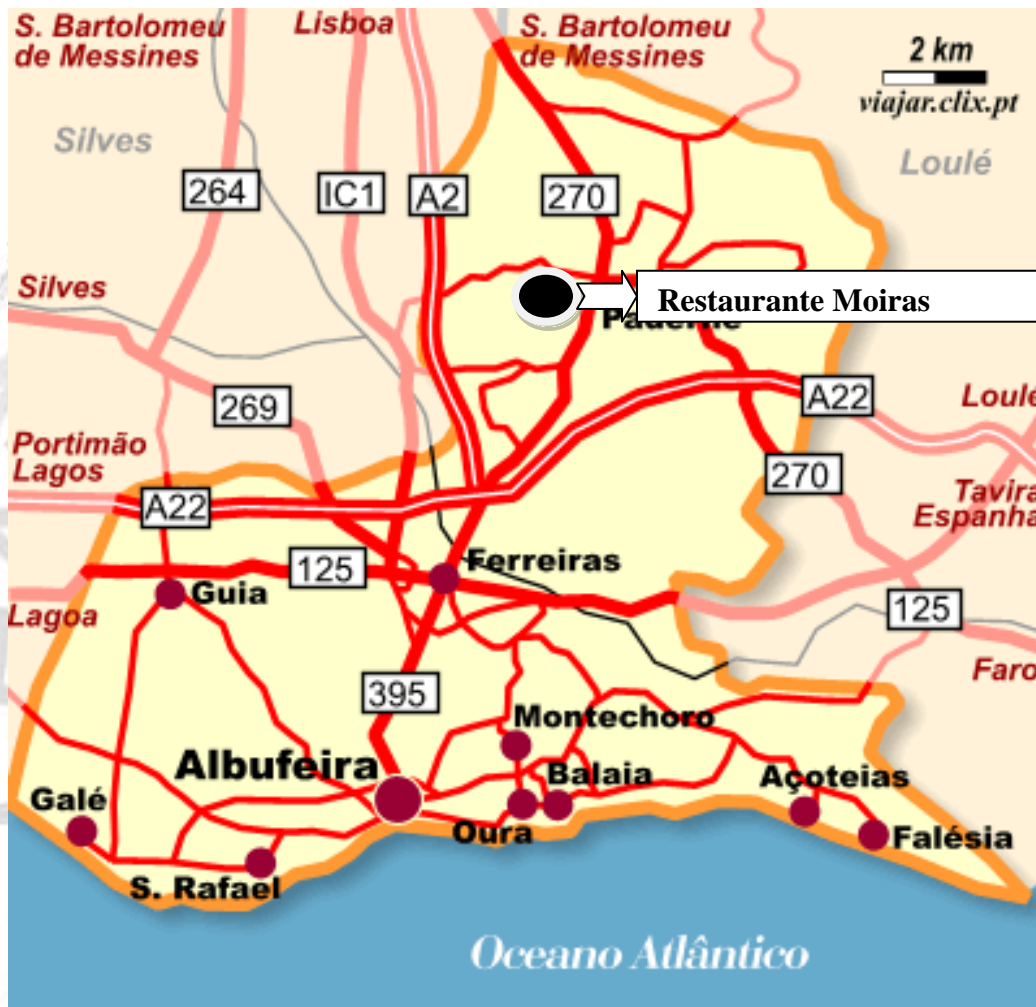 S. Bartolomeu
de Messines
Lisboa
S. Bartolomeu
de Messines
2 km
viajar.clix.pt
Silves
Loulé
264
IC1
A2
270
Silves
Restaurante Moiras
Paderne
A22
269
Loulé
Portimão
Lagos
270
A22
Tavira
Espanha
Ferreiras
125
Guia
125
Lagoa
Faro
395
Montechoro
Albufeira
Balaia
Açoteias
Galé
Oura
Falésia
S. Rafael
Oceano Atlântico